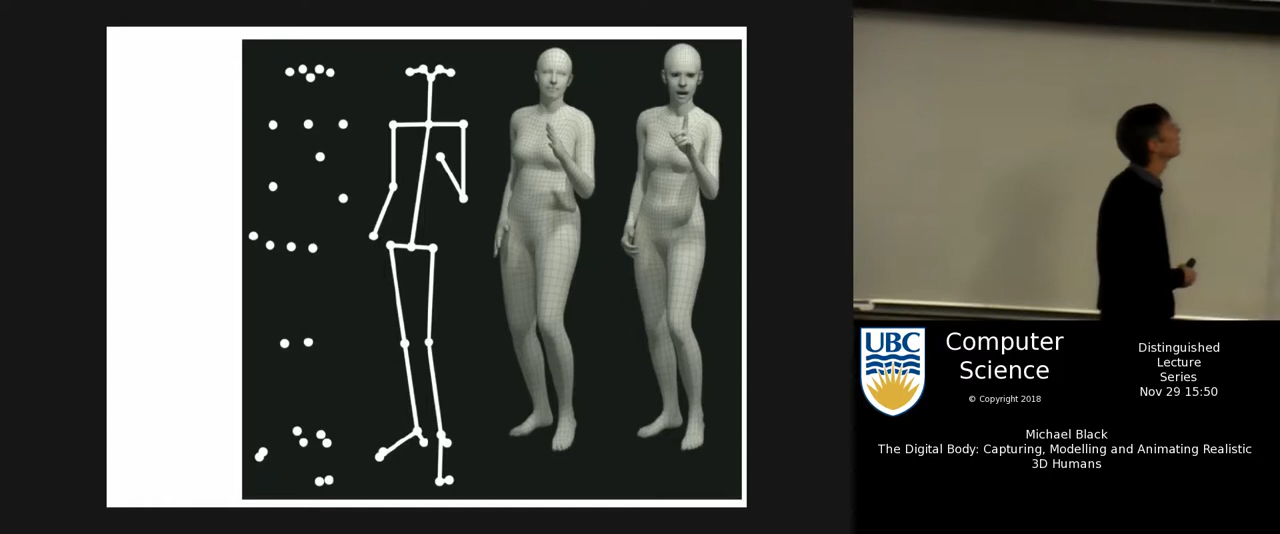 UBC
Computer
Science
© Copyright 2018
Distinguished
Lecture
Series
Nov 29 15:50
Michael Black
The Digital Body: Capturing, Modelling and Animating Realistic
3D Humans